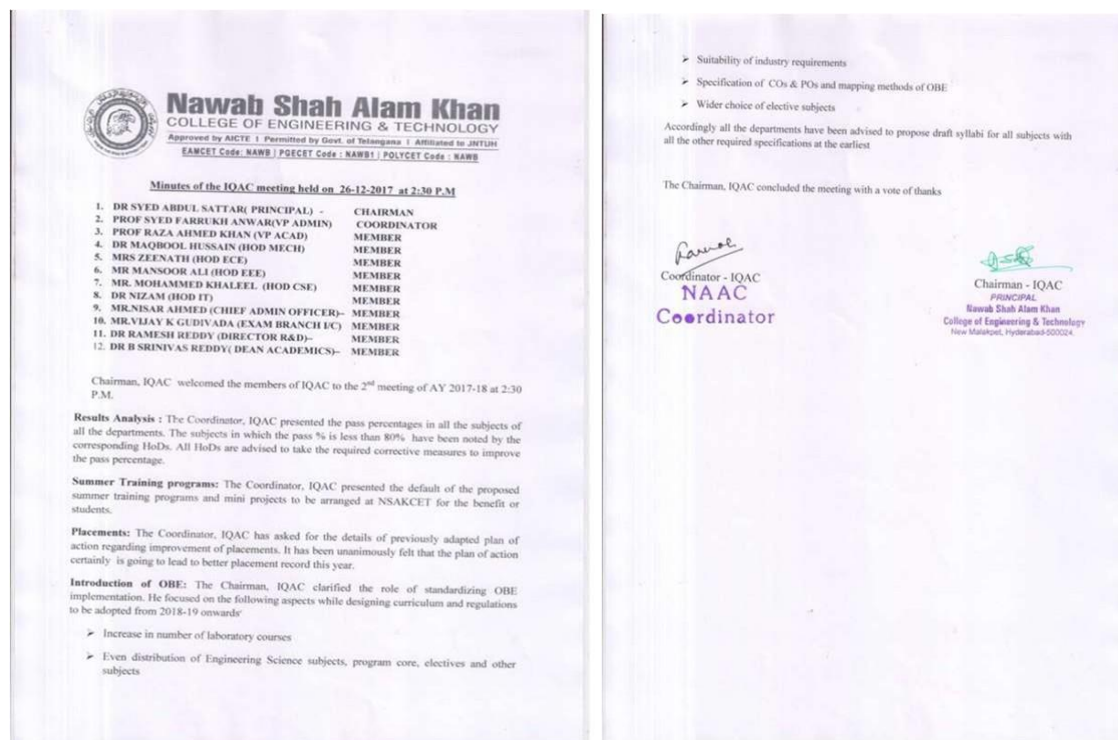 Nawab Shah Alam Khan
COLLEGE OF ENGINEERING & TECHNOLOGY
Approved by AICTE | Permitted by Govt. of Telangana | Affiliated to JNTUH
EAMCET Code: NAWB | PGECET Code : NAWB1 | POLYCET Code : NAWB
Minutes of the IQAC meeting held on 26-12-2017 at 2:30 P.M
1. DR SYED ABDUL SATTAR( PRINCIPAL) - CHAIRMAN
2. PROF SYED FARRUKH ANWAR(VP ADMIN) COORDINATOR
3. PROF RAZA AHMED KHAN (VP ACAD) MEMBER
4. DR MAQBOOL HUSSAIN (HOD MECH) MEMBER
5. MRS ZEENATH (HOD ECE) MEMBER
6. MR MANSOOR ALI (HOD EEE) MEMBER
7. MR. MOHAMMED KHALEEL (HOD CSE) MEMBER
8. DR NIZAM (HOD IT) MEMBER
9. MR.NISAR AHMED (CHIEF ADMIN OFFICER)– MEMBER
10. MR.VIJAY K GUDIVADA (EXAM BRANCH I/C) MEMBER
11. DR RAMESH REDDY (DIRECTOR R&D)– MEMBER
12. DR B SRINIVAS REDDY( DEAN ACADEMICS)– MEMBER
Chairman, IQAC welcomed the members of IQAC to the 2nd meeting of AY 2017-18 at 2:30
P.M.
Results Analysis : The Coordinator, IQAC presented the pass percentages in all the subjects of
all the departments. The subjects in which the pass % is less than 80% have been noted by the
corresponding HoDs. All HoDs are advised to take the required corrective measures to improve
the pass percentage.
Summer Training programs: The Coordinator, IQAC presented the default of the proposed
summer training programs and mini projects to be arranged at NSAKCET for the benefit or
students.
Placements: The Coordinator, IQAC has asked for the details of previously adapted plan of
action regarding improvement of placements. It has been unanimously felt that the plan of action
certainly is going to lead to better placement record this year.
Introduction of OBE: The Chairman, IQAC clarified the role of standardizing OBE
implementation. He focused on the following aspects while designing curriculum and regulations
to be adopted from 2018-19 onwards
➢ Increase in number of laboratory courses
➢ Even distribution of Engineering Science subjects, program core, electives and other
subjects
➢ Suitability of industry requirements
➢ Specification of COs & POs and mapping methods of OBE
➢ Wider choice of elective subjects
Accordingly all the departments have been advised to propose draft syllabi for all subjects with
all the other required specifications at the earliest
The Chairman, IQAC concluded the meeting with a vote of thanks
Coordinator - IQAC
NAAC
Coordinator
Chairman - IQAC
PRINCIPAL
Nawab Shah Alam Khan
College of Engineering & Technology
New Malakpet, Hyderabad-500024.